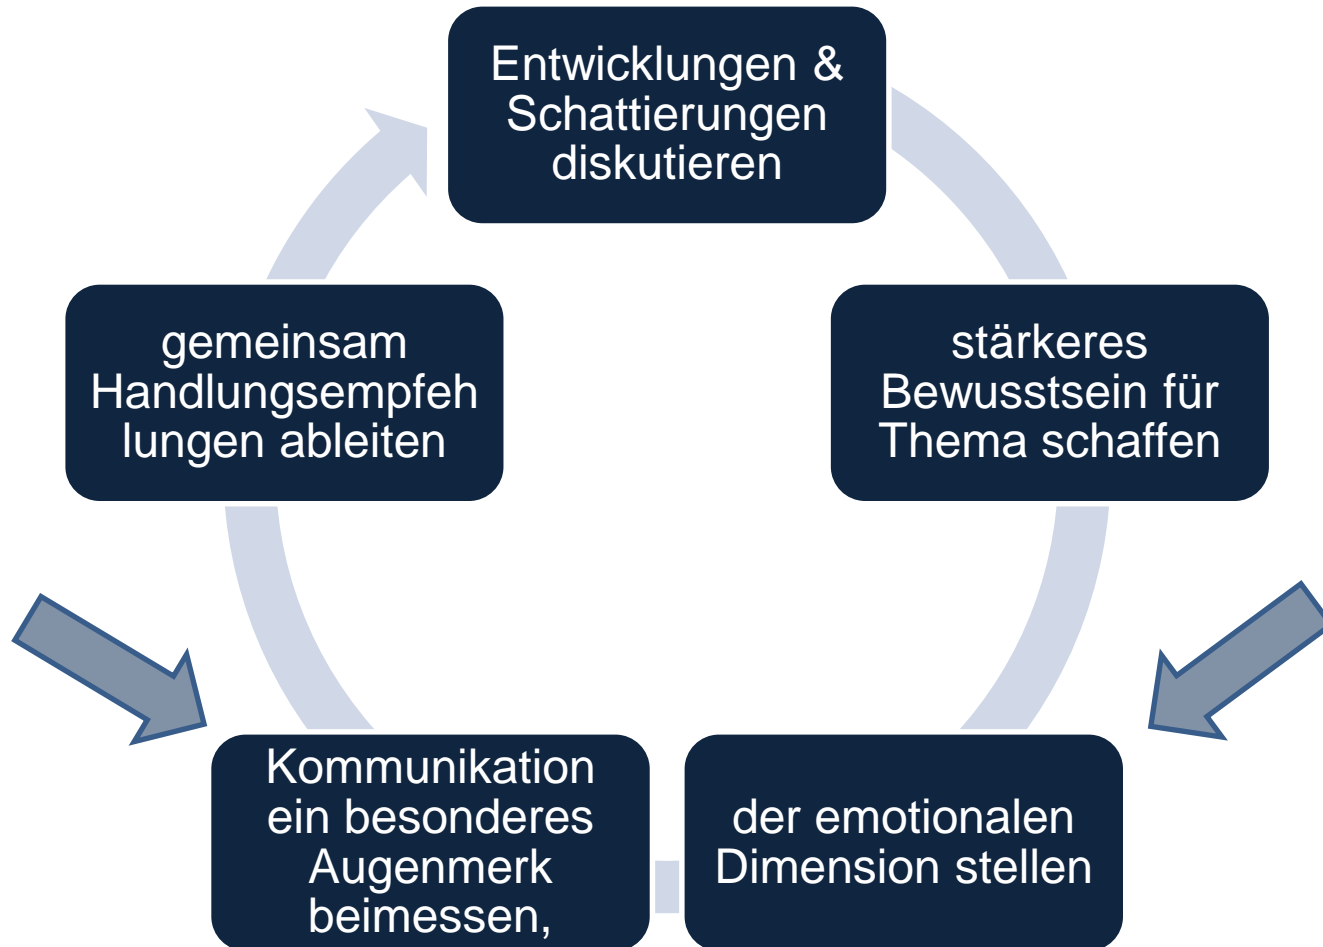 Entwicklungen &
Schattierungen
diskutieren
stärkeres
Bewusstsein für
Thema schaffen
der emotionalen
Dimension stellen
Kommunikation
ein besonderes
Augenmerk
beimessen,
gemeinsam
Handlungsempfeh
lungen ableiten